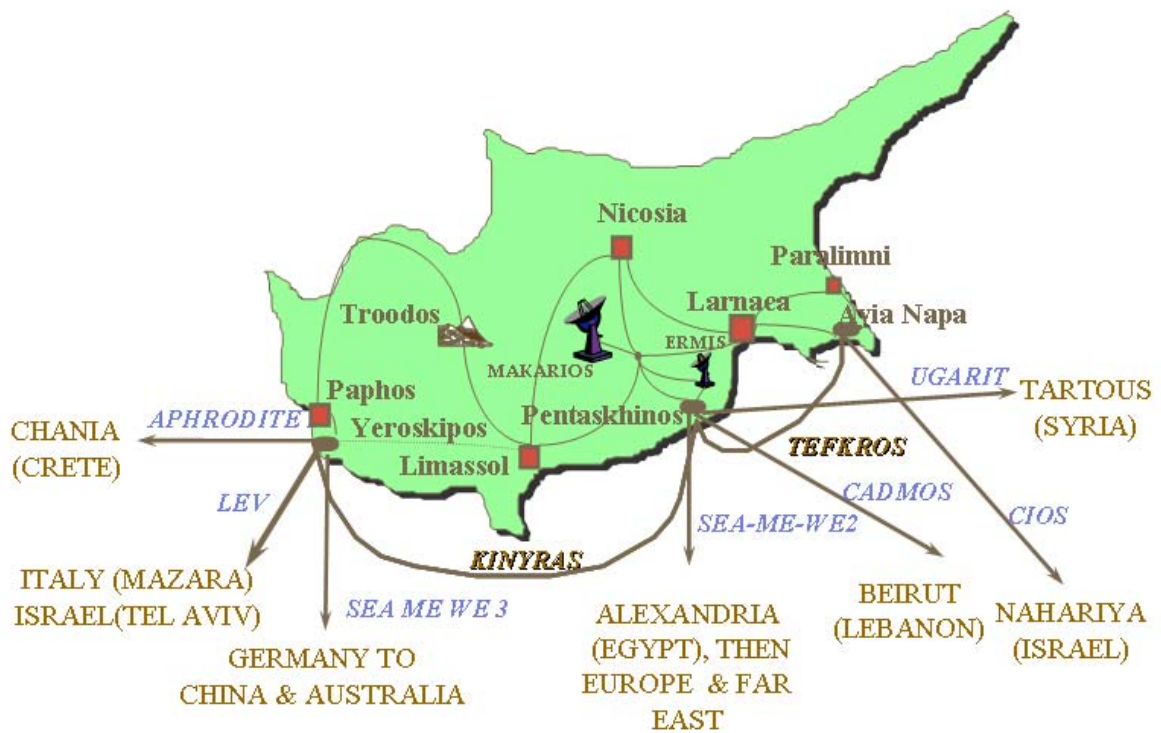 Nicosia
Paralimni
Larnaca
Troodos
Ayia Napa
ERMIS
MAKARIOS
UGARIT
TARTOUS
(SYRIA)
Paphos
APHRODITE
Yeroskipos
Pentaskhinos
CHANIA
(CRETE)
Limassol
TEFKROS
LEV
CADMOS
SEA-ME-WE2
CIOS
KINYRAS
ITALY (MAZARA)
ISRAEL(TEL AVIV)
SEA ME WE 3
GERMANY TO
CHINA & AUSTRALIA
ALEXANDRIA
(EGYPT), THEN
EUROPE & FAR
EAST
BEIRUT
(LEBANON)
NAHARIYA
(ISRAEL)